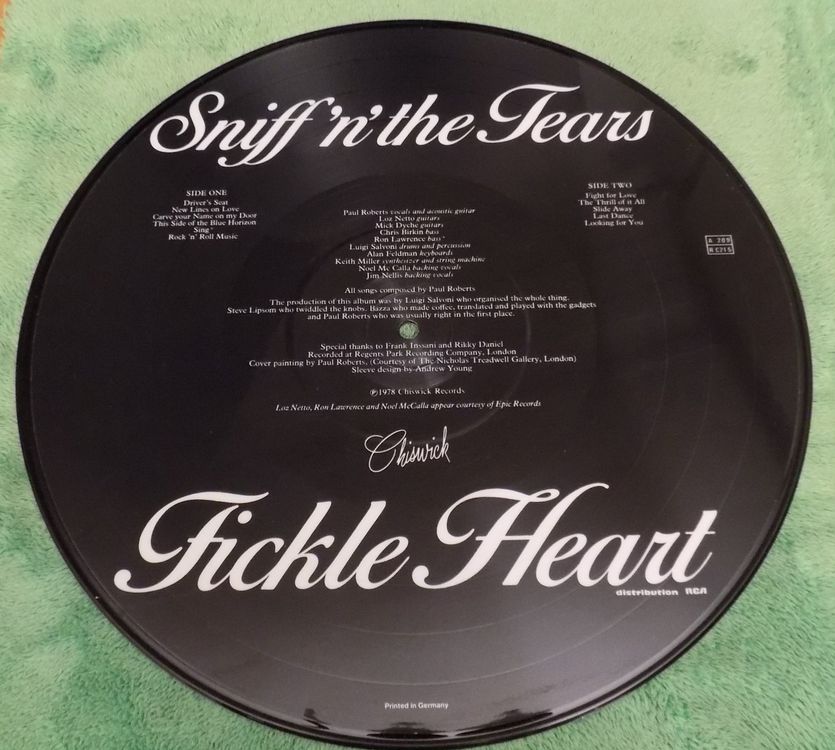 Sniff 'n' the Tears
SIDE ONE
Driver's Seat
New Lines on Love
Carve your Name on my Door
This Side of the Blue Horizon
Sing*
Rock 'n' Roll Music
SIDE TWO
Fight for Love
The Thrill of it All
Slide Away
Last Dance
Looking for You
Paul Roberts vocals and acoustic guitar
Loz Netto guitars
Mick Dyche guitars
Chris Birkin bass
Ron Lawrence bass*
Luigi Salvoni drums and percussion
Alan Feldman keyboards
Keith Miller synthesizer and string machine
Noel Mc Calla backing vocals
Jim Nellis backing vocals
A 209
R C215
All songs composed by Paul Roberts
The production of this album was by Luigi Salvoni who organised the whole thing.
Steve Lipsom who twiddled the knobs. Bazza who made coffee, translated and played with the gadgets
and Paul Roberts who was usually right in the first place.
Special thanks to Frank Inssani and Rikky Daniel
Recorded at Regents Park Recording Company, London
Cover painting by Paul Roberts, (Courtesy of The Nicholas Treadwell Gallery, London)
Sleeve design by Andrew Young
℗1978 Chiswick Records
Loz Netto, Ron Lawrence and Noel McCalla appear courtesy of Epic Records
Chiswick
Fickle Heart
distribution RCA
Printed in Germany